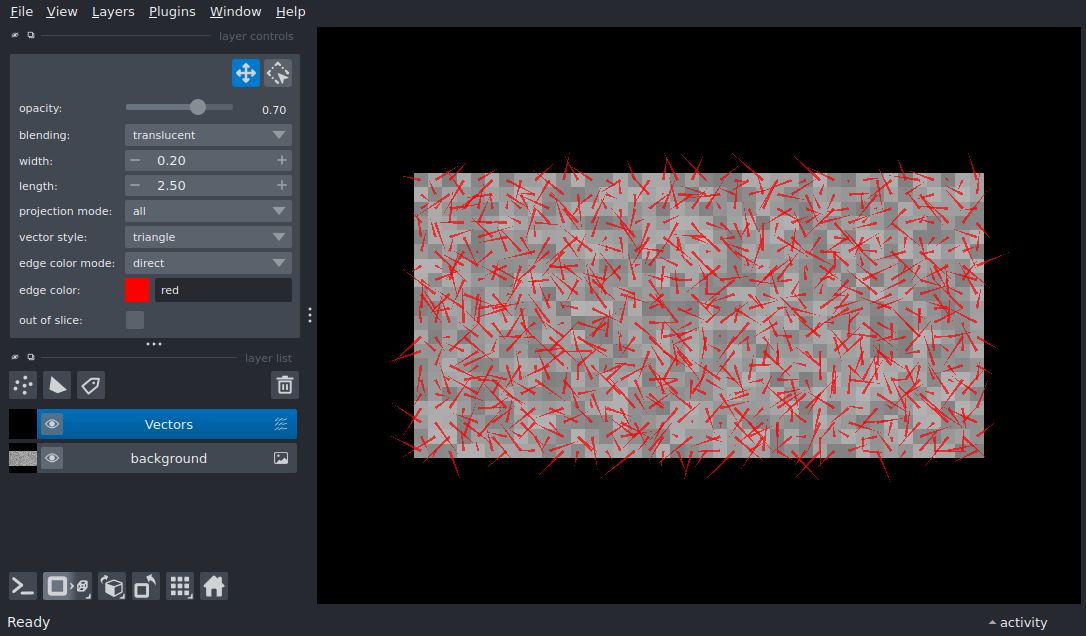 File View Layers Plugins Window Help
layer controls
opacity: 0.70
blending: translucent
width: 0.20
length: 2.50
projection mode: all
vector style: triangle
edge color mode: direct
edge color: red
out of slice:
layer list
Vectors
background
Ready activity